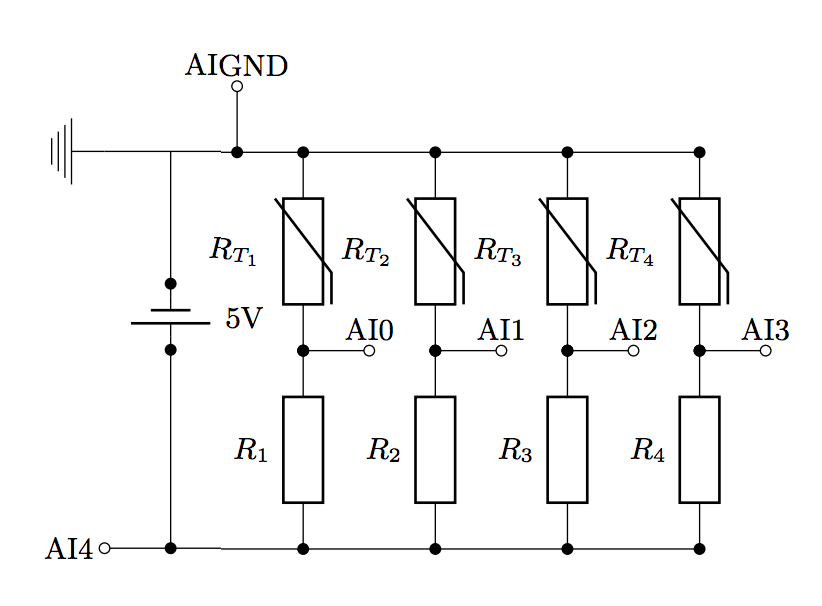 AIGND
R_{T_1}
R_{T_2}
R_{T_3}
R_{T_4}
5V
AI0
AI1
AI2
AI3
R_1
R_2
R_3
R_4
AI4